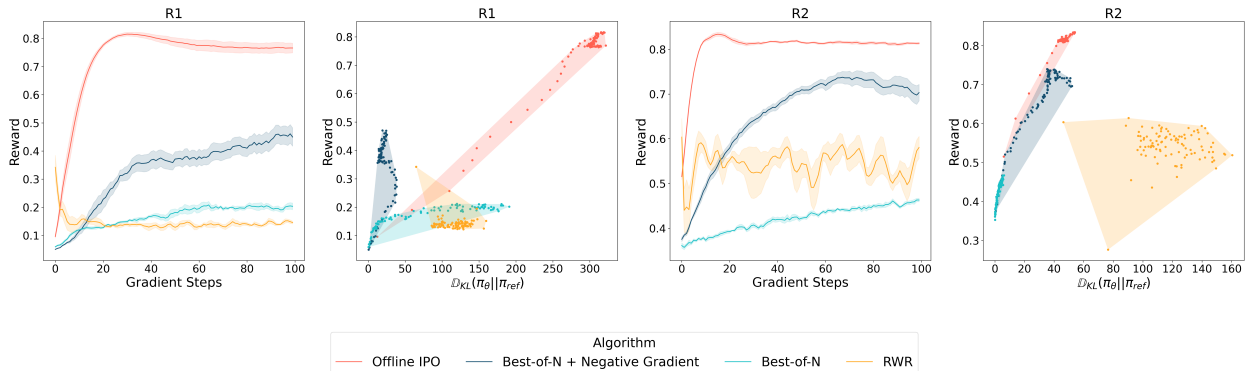 R1
Reward
0.8
0.7
0.6
0.5
0.4
0.3
0.2
0.1
0 20 40 60 80 100
Gradient Steps
R1
Reward
0.8
0.7
0.6
0.5
0.4
0.3
0.2
0.1
0 50 100 150 200 250 300
𝔻KL(πθ||πref)
R2
Reward
0.8
0.7
0.6
0.5
0.4
0 20 40 60 80 100
Gradient Steps
R2
Reward
0.8
0.7
0.6
0.5
0.4
0.3
0 20 40 60 80 100 120 140 160
𝔻KL(πθ||πref)
Algorithm
Offline IPO Best-of-N + Negative Gradient Best-of-N RWR